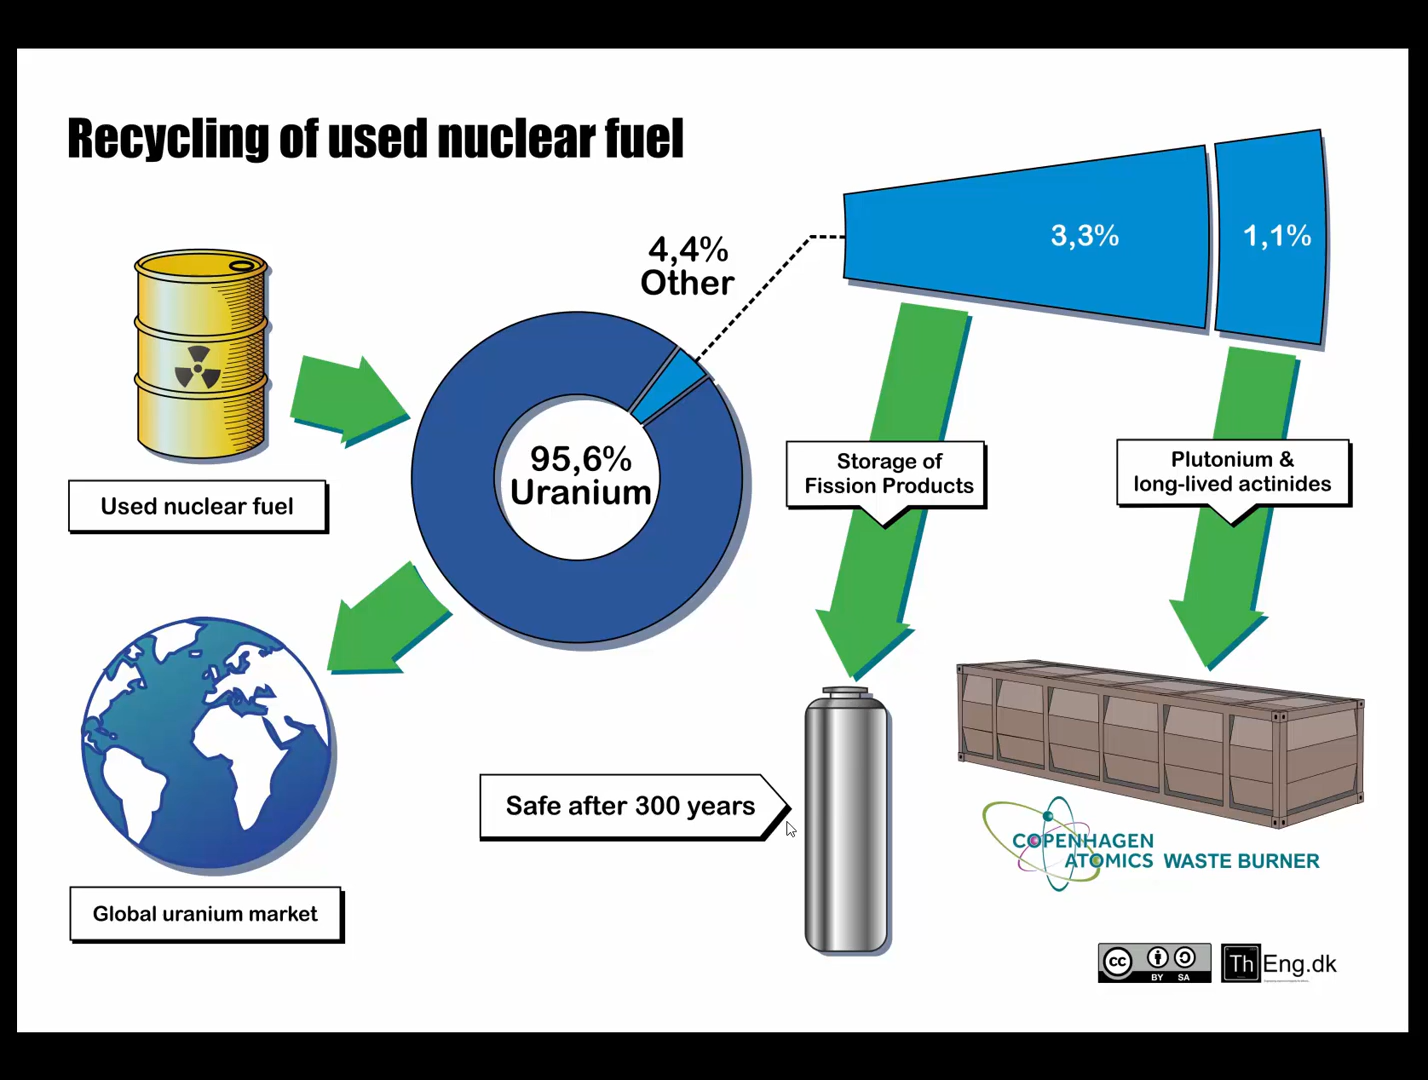 Recycling of used nuclear fuel
3,3%
1,1%
4,4%
Other
95,6%
Uranium
Used nuclear fuel
Storage of
Fission Products
Plutonium &
long-lived actinides
Safe after 300 years
COPENHAGEN
ATOMICS WASTE BURNER
Global uranium market
cc
BY SA
Th Eng.dk